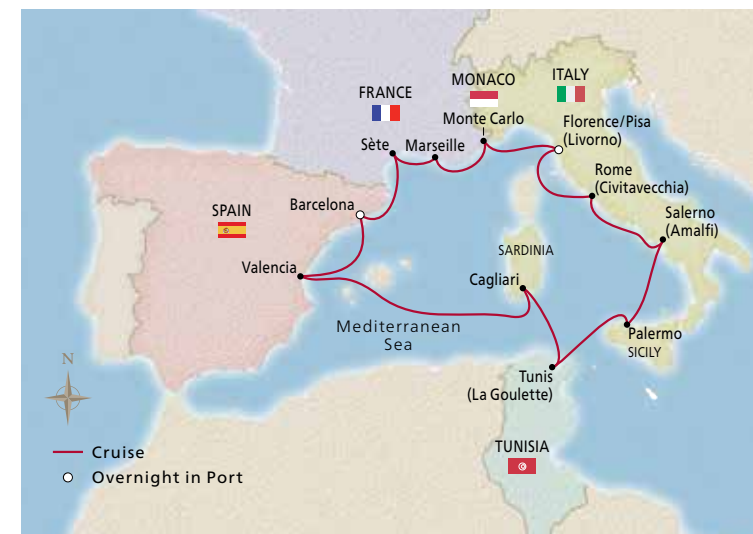 MONACO
ITALY
FRANCE
Monte Carlo
Florence/Pisa
(Livorno)
Sète
Marseille
Rome
(Civitavecchia)
SPAIN
Barcelona
Salerno
(Amalfi)
SARDINIA
Valencia
Cagliari
Mediterranean
Sea
Palermo
SICILY
N
Tunis
(La Goulette)
TUNISIA
Cruise
Overnight in Port